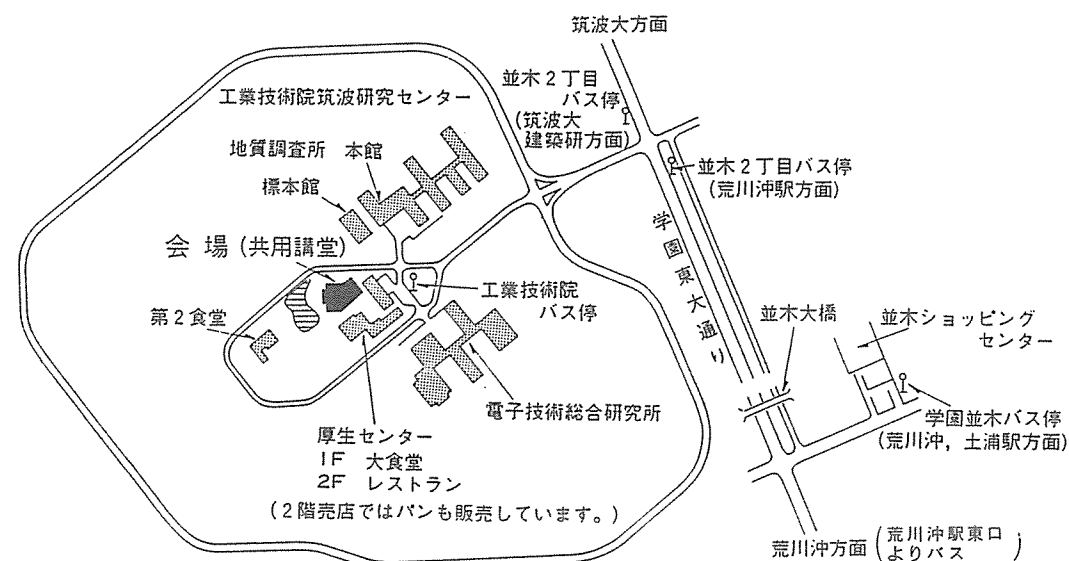 筑波大方面
並木2丁目
バス停
(筑波大
建築研方面)
工業技術院筑波研究センター
地質調査所 本館
標本館
並木2丁目バス停
(荒川沖駅方面)
会場(共用講堂)
学園東大通り
工業技術院
バス停
第2食堂
並木大橋
並木ショッピング
センター
電子技術総合研究所
学園並木バス停
(荒川沖,土浦駅方面)
厚生センター
1F 大食堂
2F レストラン
(2階売店ではパンも販売しています。)
荒川沖方面(荒川沖駅東口
よりバス)